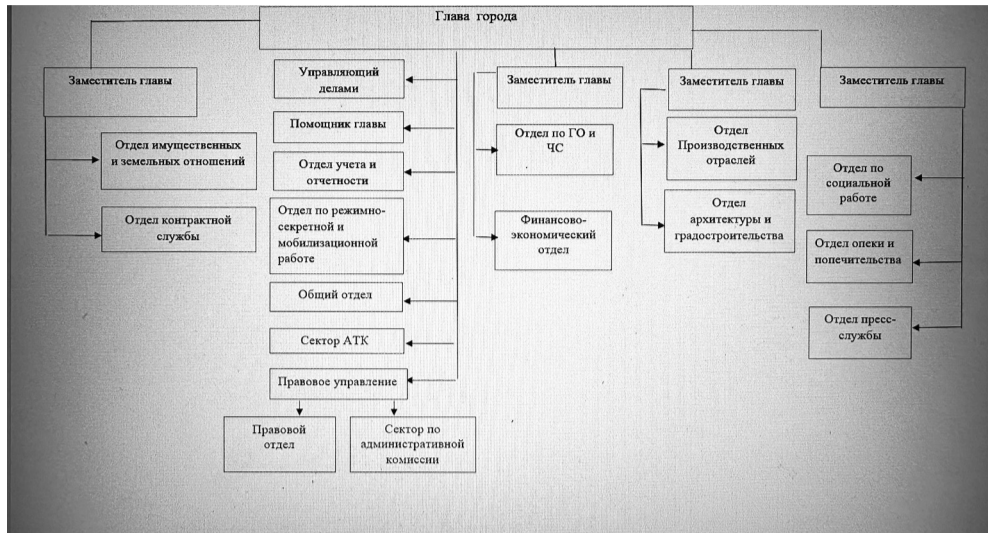 Глава города
Заместитель главы
Отдел имущественных
и земельных отношений
Отдел контрактной
службы
Управляющий
делами
Помощник главы
Отдел учета и
отчетности
Отдел по режимно-
секретной и
мобилизационной
работе
Общий отдел
Сектор АТК
Правовое управление
Правовой
отдел
Сектор по
административной
комиссии
Заместитель главы
Отдел по ГО и
ЧС
Финансово-
экономический
отдел
Заместитель главы
Отдел
Производственных
отраслей
Отдел
архитектуры и
градостроительства
Заместитель главы
Отдел по
социальной
работе
Отдел опеки и
попечительства
Отдел пресс-
службы